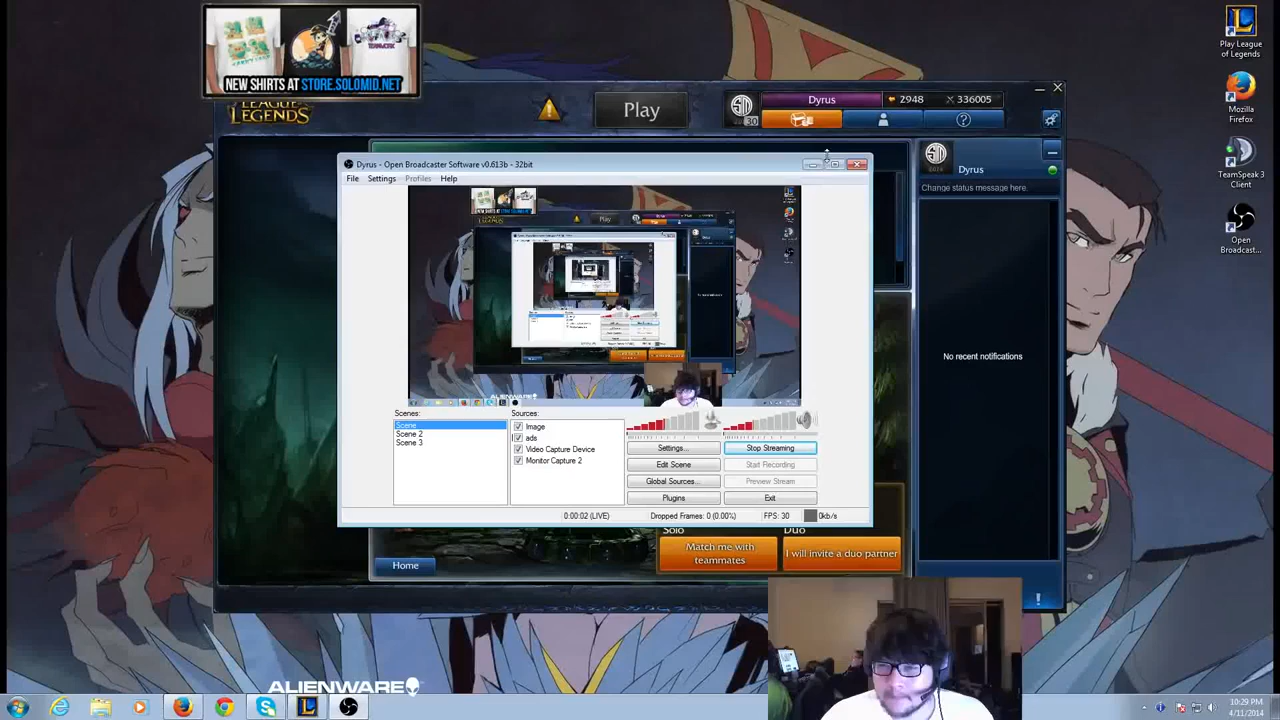 NEW SHIRTS AT STORE.SOLOMID.NET
LEAGUE OF
LEGENDS
Play
30
Dyrus
2948
336005
?
Dyrus
Change status message here.
No recent notifications
Dyrus - Open Broadcaster Software v0.613b - 32bit
File Settings Profiles Help
Scenes:
Scene
Scene 2
Scene 3
Sources:
Image
ads
Video Capture Device
Monitor Capture 2
Settings...
Stop Streaming
Edit Scene
Start Recording
Global Sources...
Preview Stream
Plugins
Exit
0:00:02 (LIVE)
Dropped Frames: 0 (0.00%)
FPS: 30
0kb/s
Solo
Duo
Match me with
teammates
I will invite a duo partner
Home
Play League
of Legends
Mozilla
Firefox
TeamSpeak 3
Client
Open
Broadcast...
ALIENWARE
10:29 PM
4/11/2014